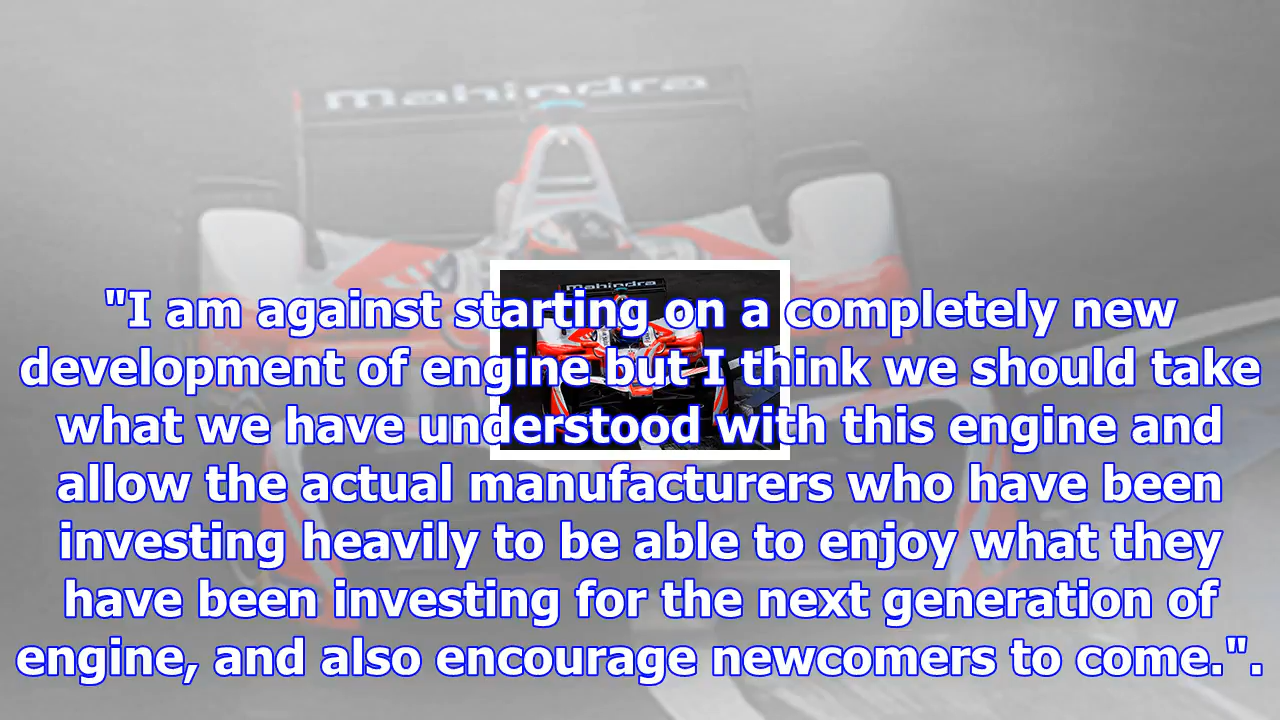 Mahindra
Mahindra
"I am against starting on a completely new
development of engine but I think we should take
what we have understood with this engine and
allow the actual manufacturers who have been
investing heavily to be able to enjoy what they
have been investing for the next generation of
engine, and also encourage newcomers to come.".